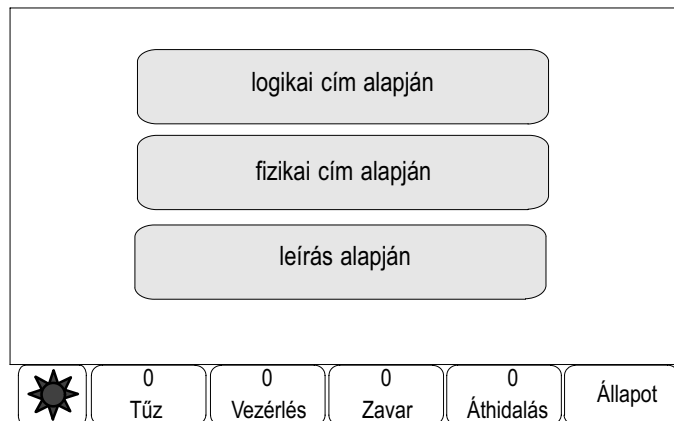 logikai cím alapján
fizikai cím alapján
leírás alapján
0 0 0 0
Tűz Vezérlés Zavar Áthidalás Állapot